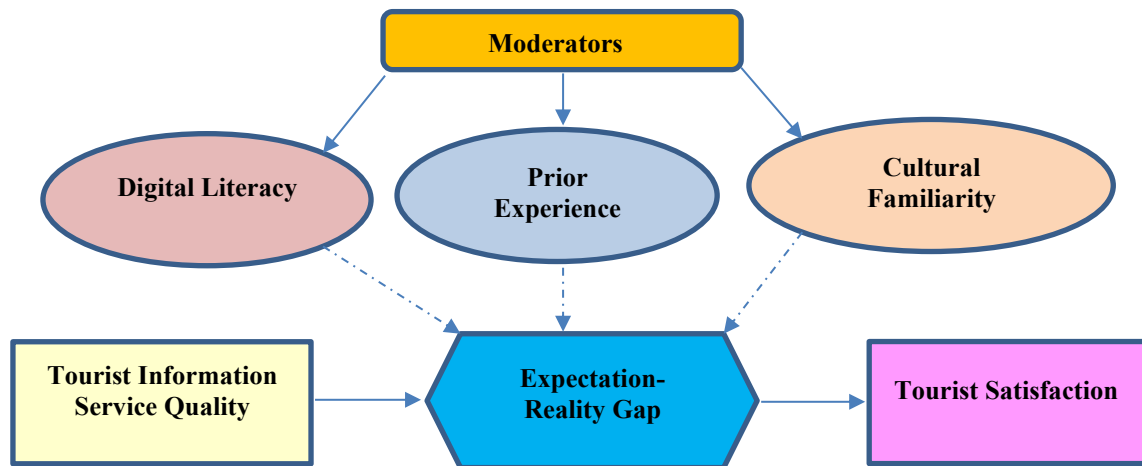 Moderators
Digital Literacy
Prior
Experience
Cultural
Familiarity
Tourist Information
Service Quality
Expectation-
Reality Gap
Tourist Satisfaction